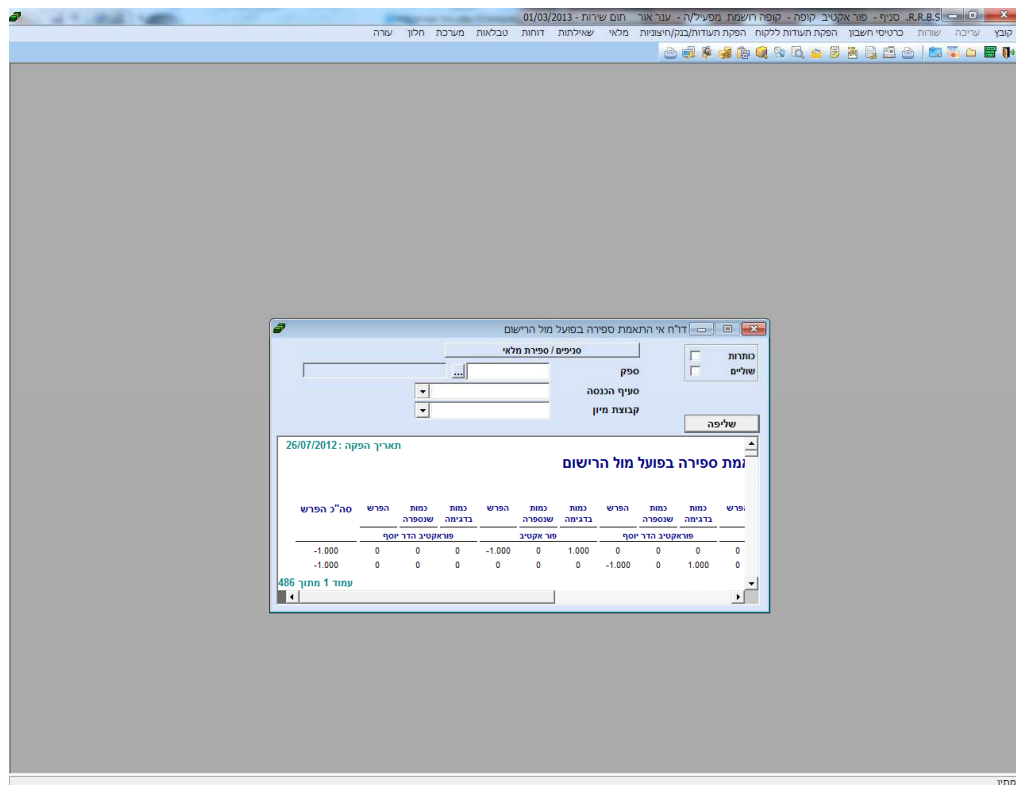 R.R.B.S. סניף - פור אקטיב קופה - קופה רושמת מפעיל/ה - ענר אור תום שירות - 01/03/2013
קובץ עריכה שורות כרטיסי חשבון הפקת תעודות ללקוח הפקת תעודות/בנק/חיצוניות מלאי שאילתות דוחות טבלאות מערכת חלון עזרה
דו"ח אי התאמת ספירה בפועל מול הרישום
כותרות
שוליים
סניפים / ספירת מלאי
ספק
...
סעיף הכנסה
קבוצת מיון
שליפה
תאריך הפקה : 26/07/2012
אמת ספירה בפועל מול הרישום
הפרש כמות בדגימה כמות שנספרה הפרש כמות בדגימה כמות שנספרה הפרש כמות בדגימה כמות שנספרה הפרש סה"כ הפרש
פוראקטיב הדר יוסף פור אקטיב פוראקטיב הדר יוסף
0 1.000 0 0 0 -1.000 0 0 0 -1.000
0 1.000 0 -1.000 0 0 0 0 0 0 -1.000
עמוד 1 מתוך 486